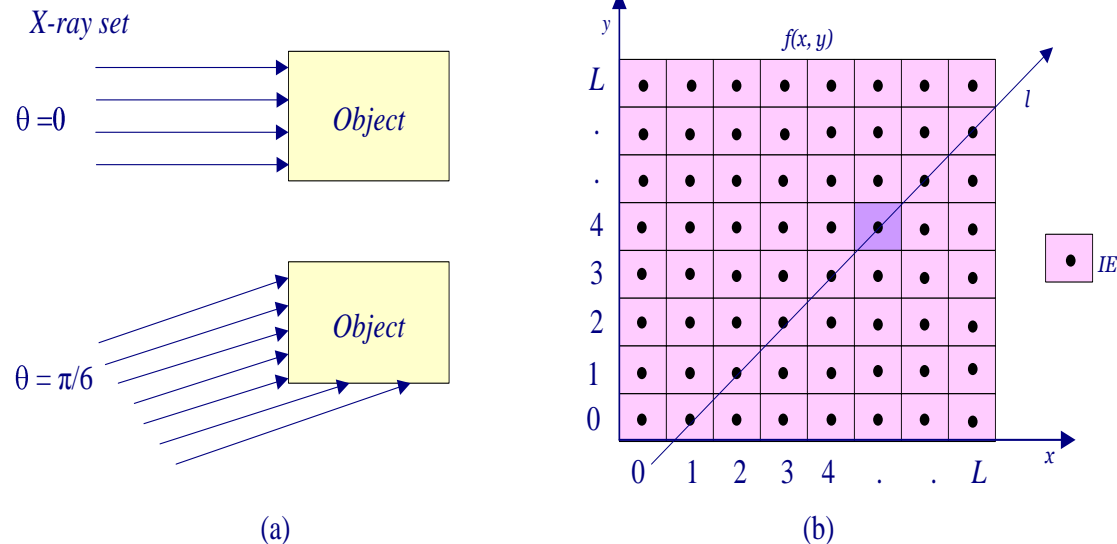 X-ray set
θ =0
Object
θ = π/6
Object
(a)
y
f(x, y)
l
L
.
.
4
3
2
1
0
IE
x
0 1 2 3 4 . . L
(b)